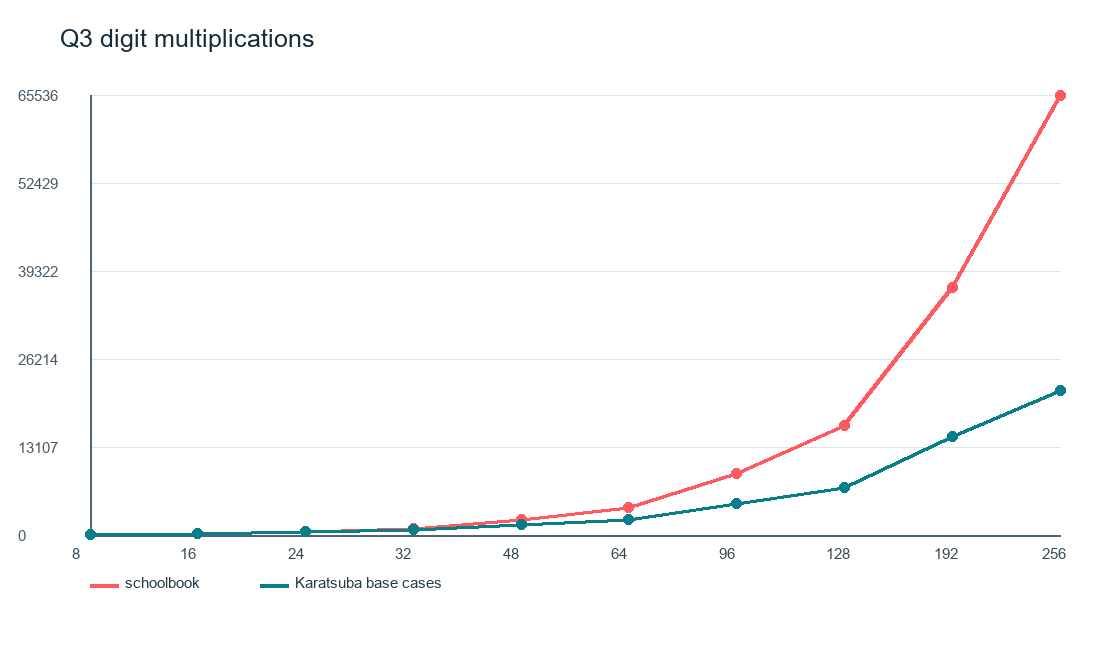 Q3 digit multiplications
65536
52429
39322
26214
13107
0
8 16 24 32 48 64 96 128 192 256
schoolbook Karatsuba base cases